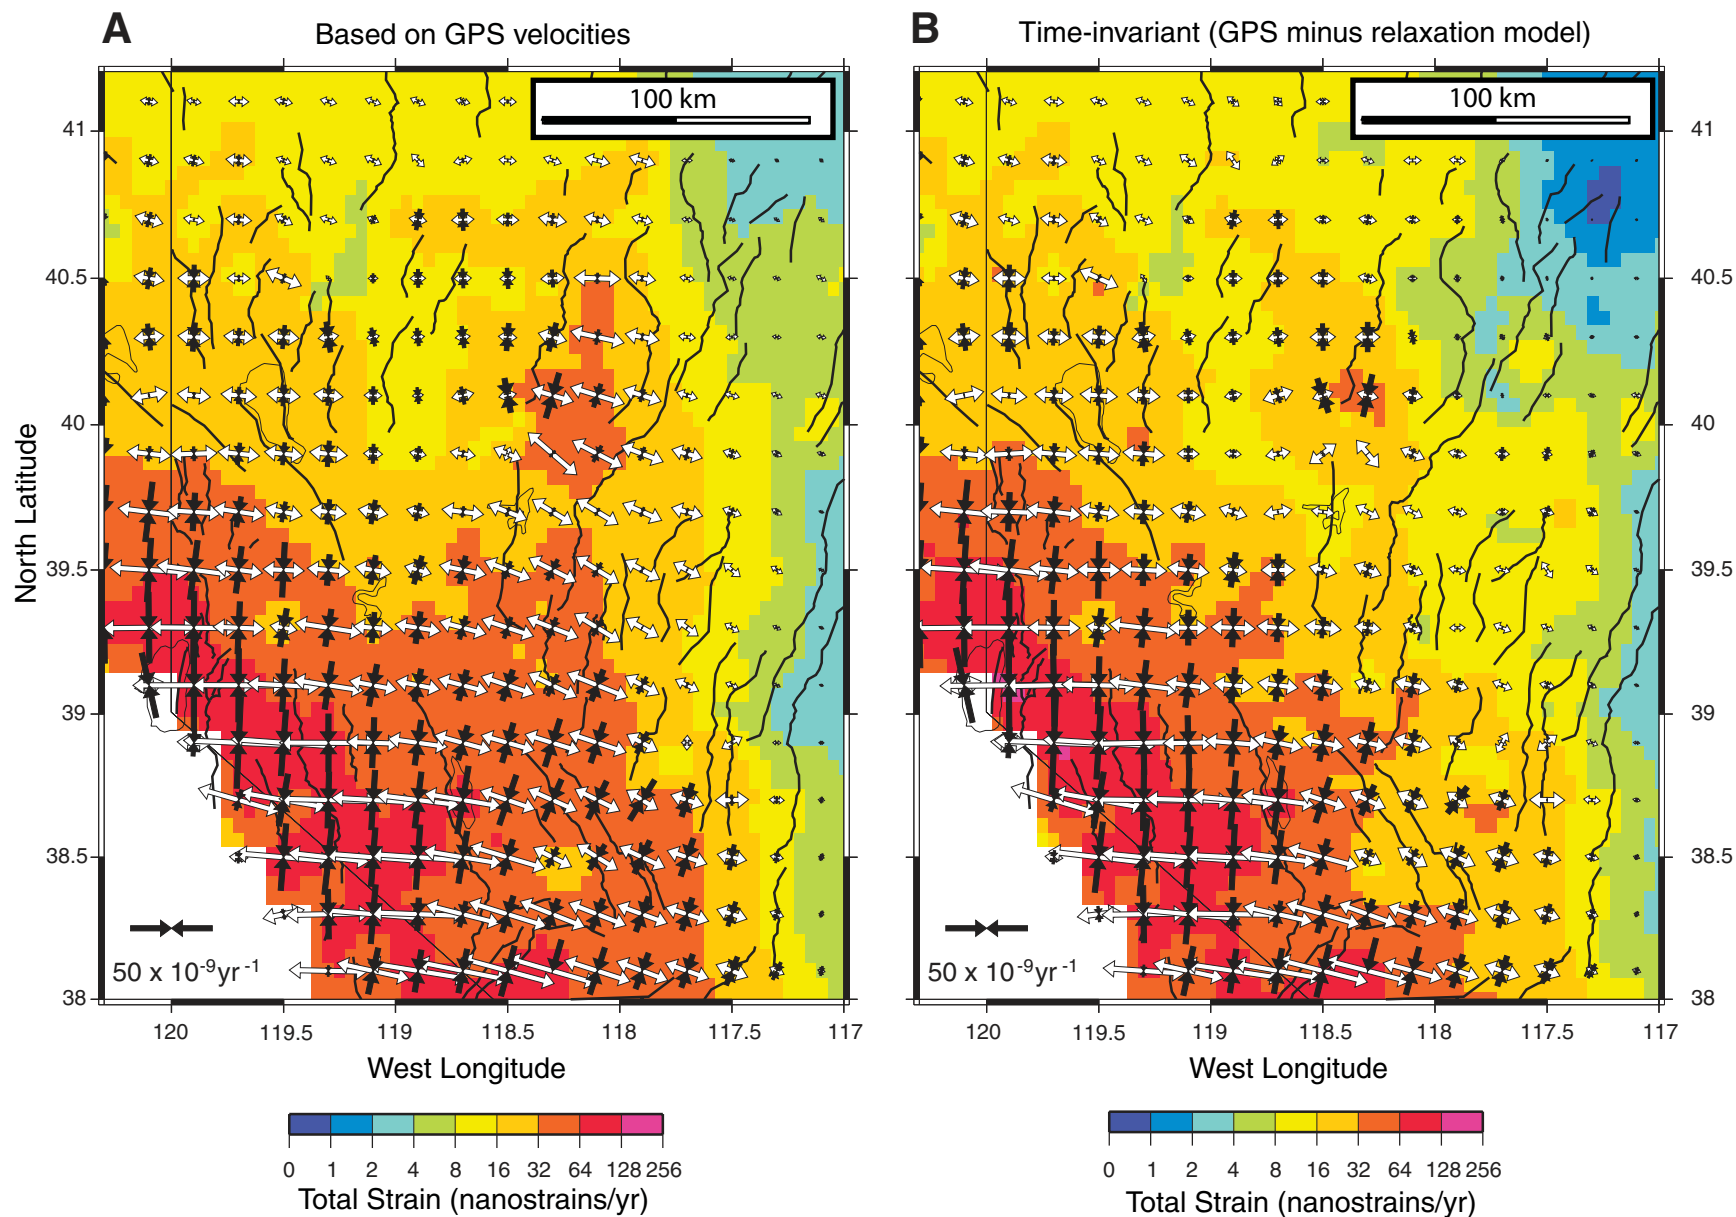 A
Based on GPS velocities
B
Time-invariant (GPS minus relaxation model)
100 km
100 km
41
40.5
40
39.5
39
38.5
38
North Latitude
41
40.5
40
39.5
39
38.5
38
50 x 10-9yr-1
50 x 10-9yr-1
120 119.5 119 118.5 118 117.5 117
120 119.5 119 118.5 118 117.5 117
West Longitude
West Longitude
0 1 2 4 8 16 32 64 128 256
Total Strain (nanostrains/yr)
0 1 2 4 8 16 32 64 128 256
Total Strain (nanostrains/yr)